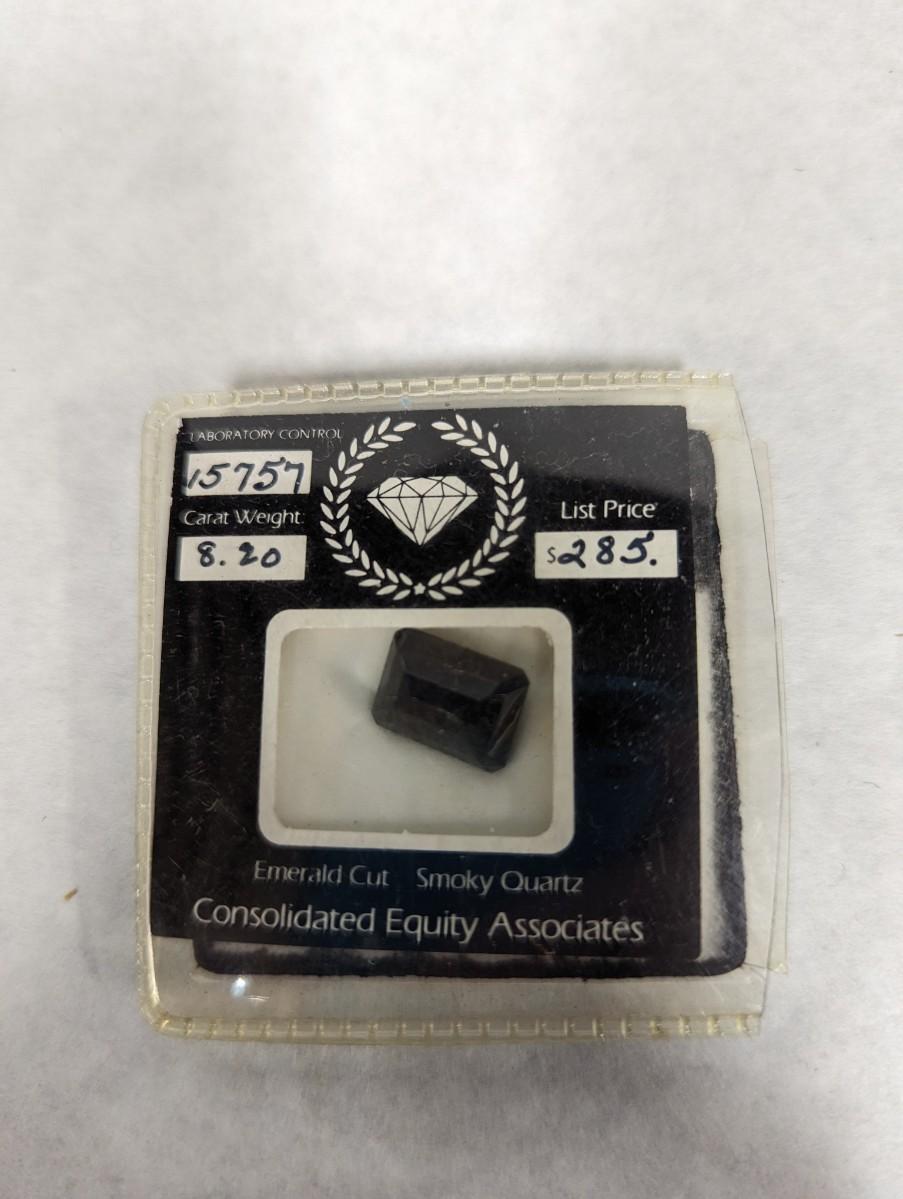 LABORATORY CONTROL
15757
Carat Weight
8.20
List Price
$285.
Emerald Cut Smoky Quartz
Consolidated Equity Associates